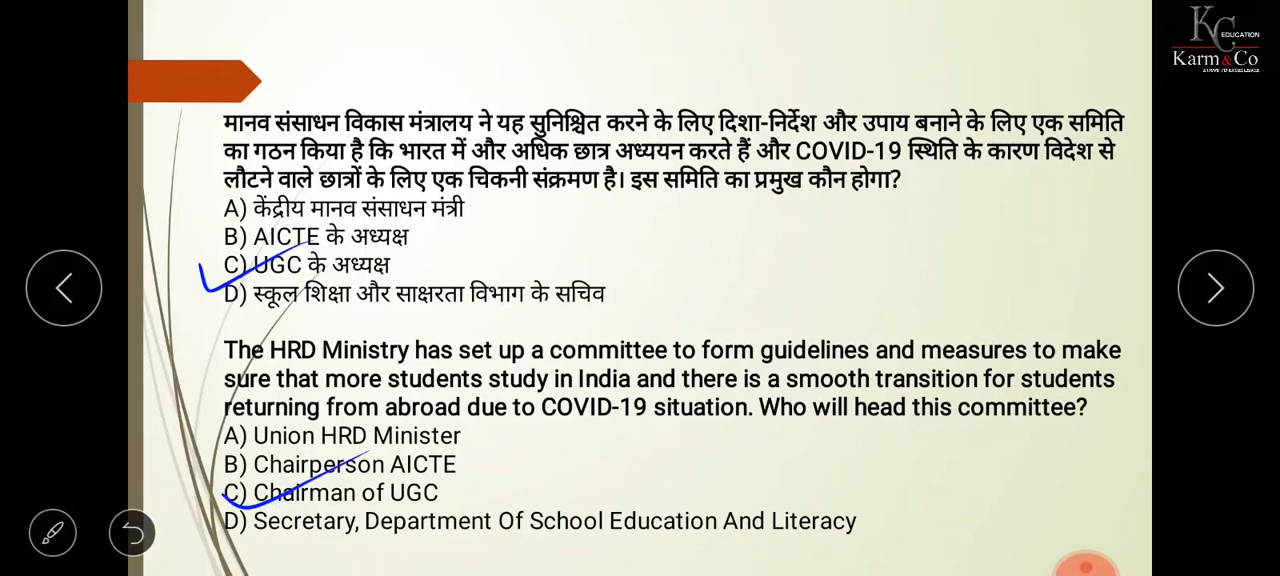 KC EDUCATION
Karm&Co
मानव संसाधन विकास मंत्रालय ने यह सुनिश्चित करने के लिए दिशा-निर्देश और उपाय बनाने के लिए एक समिति
का गठन किया है कि भारत में और अधिक छात्र अध्ययन करते हैं और COVID-19 स्थिति के कारण विदेश से
लौटने वाले छात्रों के लिए एक चिकनी संक्रमण है। इस समिति का प्रमुख कौन होगा?
A) केंद्रीय मानव संसाधन मंत्री
B) AICTE के अध्यक्ष
C) UGC के अध्यक्ष
D) स्कूल शिक्षा और साक्षरता विभाग के सचिव
The HRD Ministry has set up a committee to form guidelines and measures to make
sure that more students study in India and there is a smooth transition for students
returning from abroad due to COVID-19 situation. Who will head this committee?
A) Union HRD Minister
B) Chairperson AICTE
C) Chairman of UGC
D) Secretary, Department Of School Education And Literacy